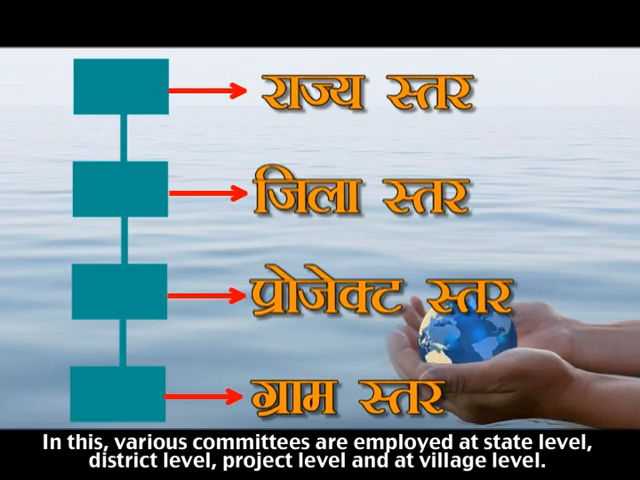 राज्य स्तर
जिला स्तर
प्रोजेक्ट स्तर
ग्राम स्तर
In this, various committees are employed at state level,
district level, project level and at village level.